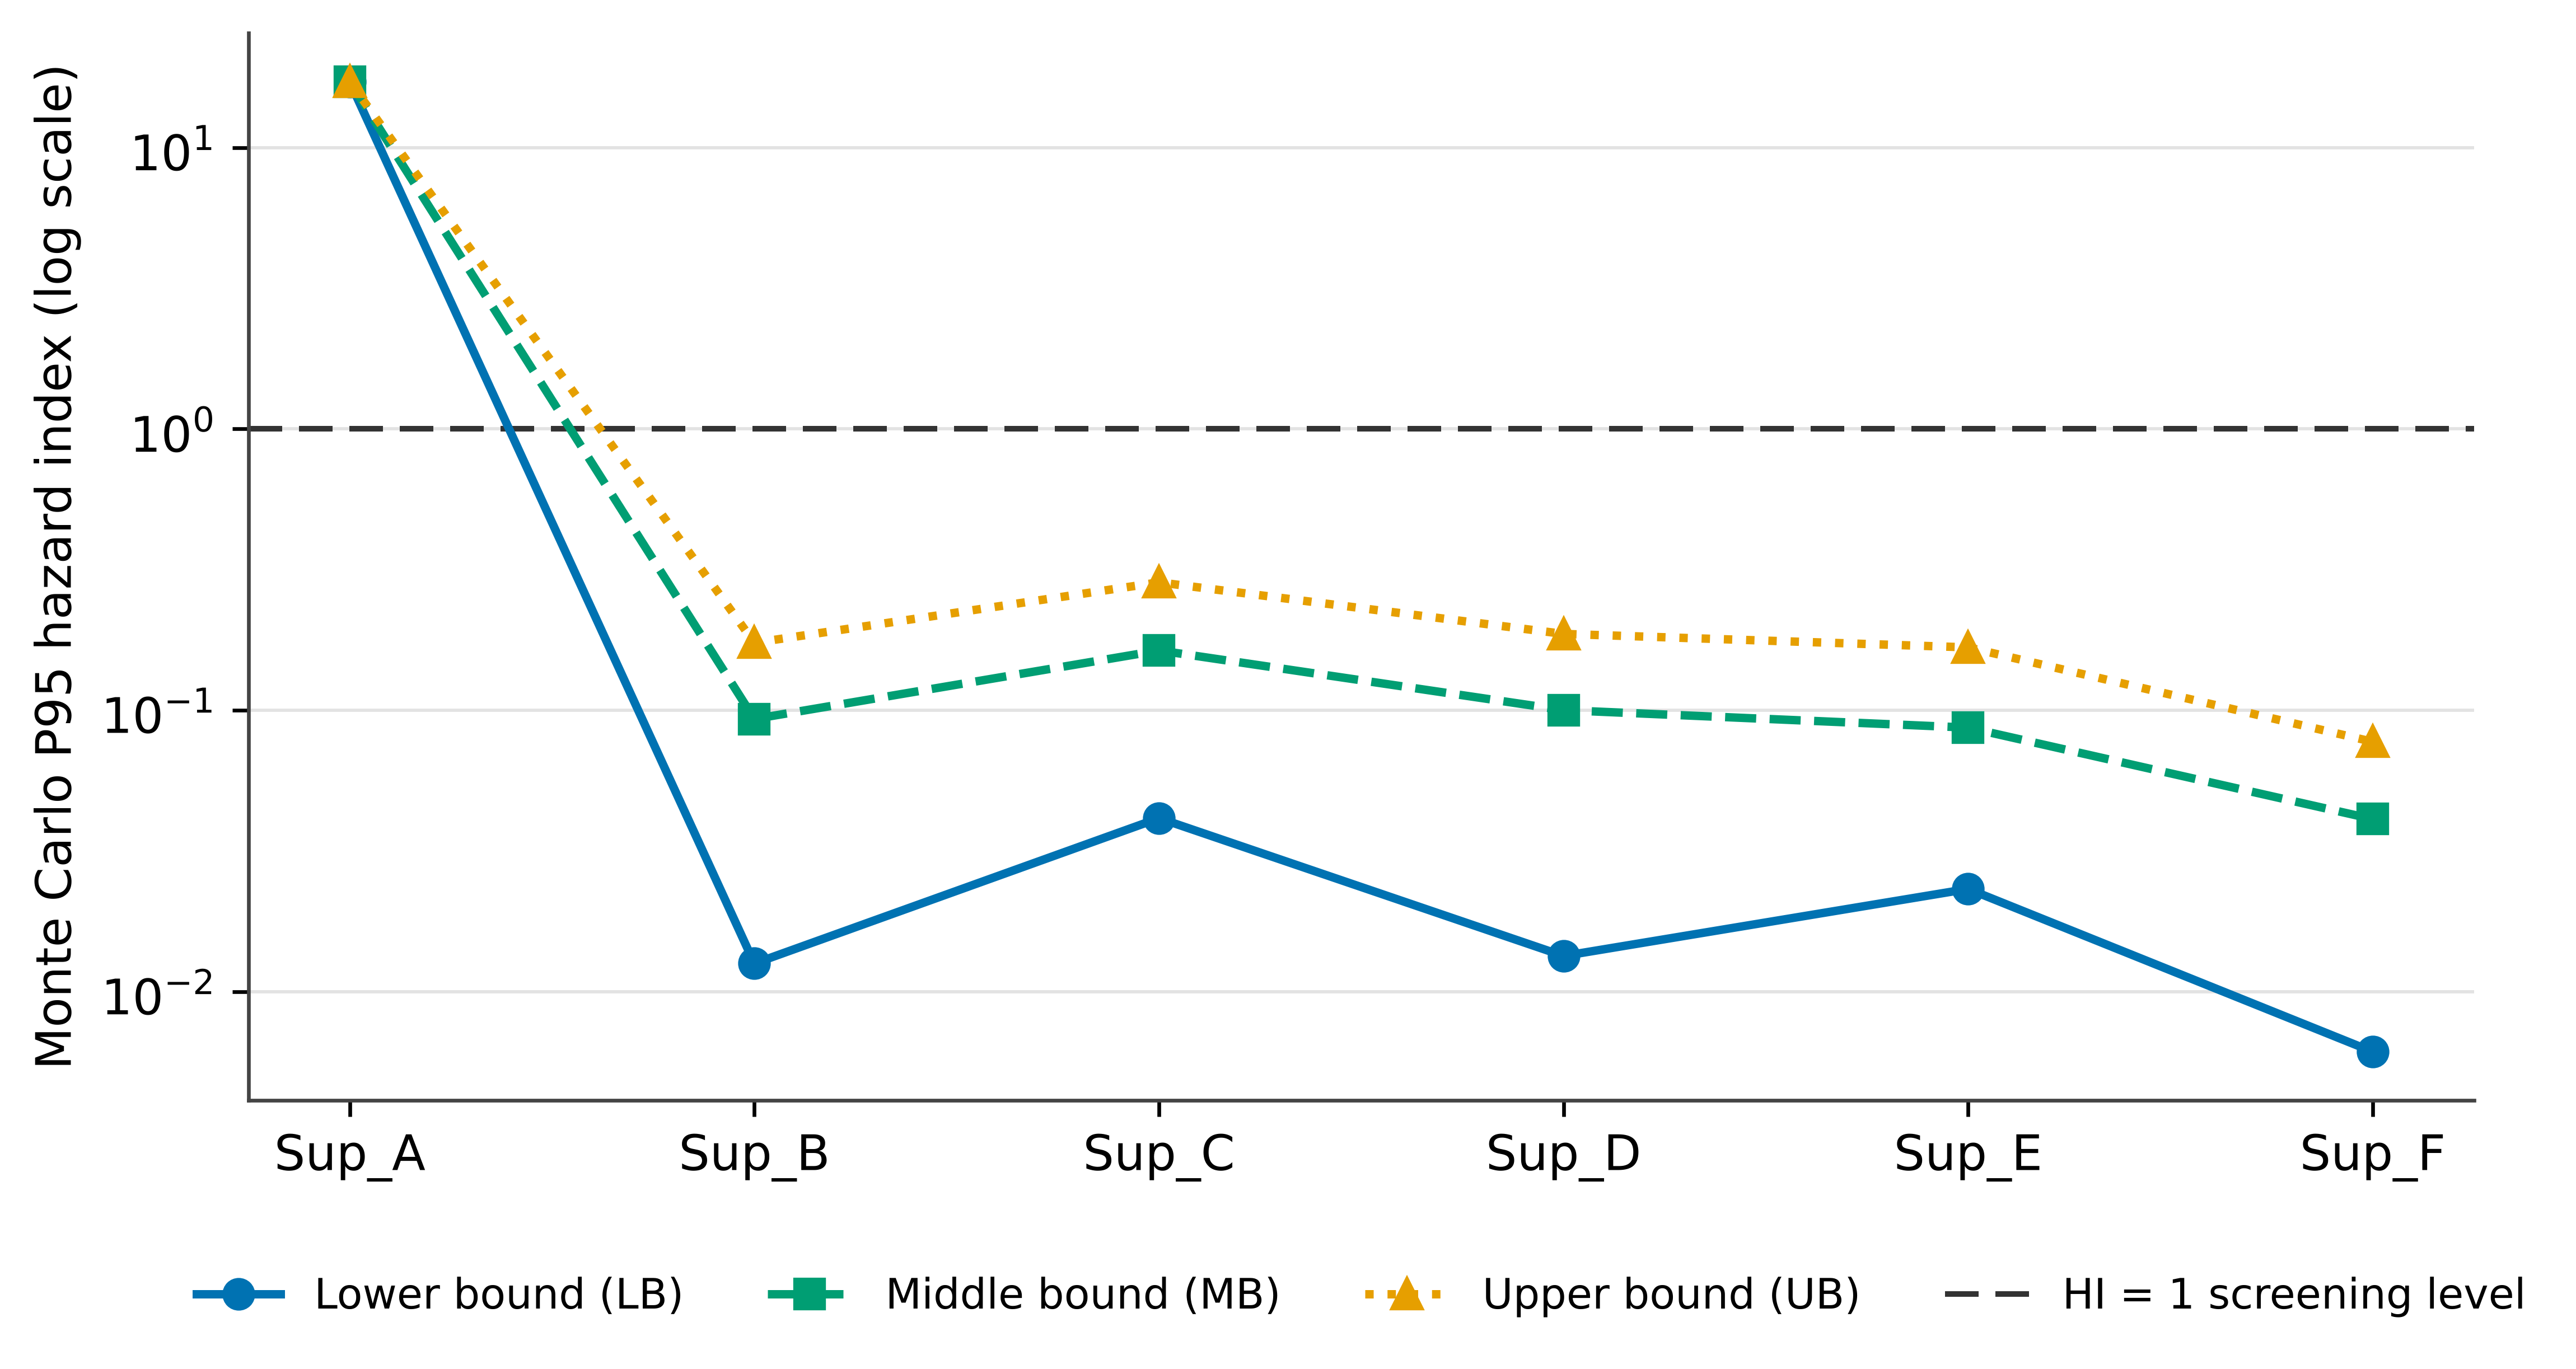 Monte Carlo P95 hazard index (log scale)
10¹
10⁰
10⁻¹
10⁻²
Sup_A Sup_B Sup_C Sup_D Sup_E Sup_F
Lower bound (LB) Middle bound (MB) Upper bound (UB) HI = 1 screening level